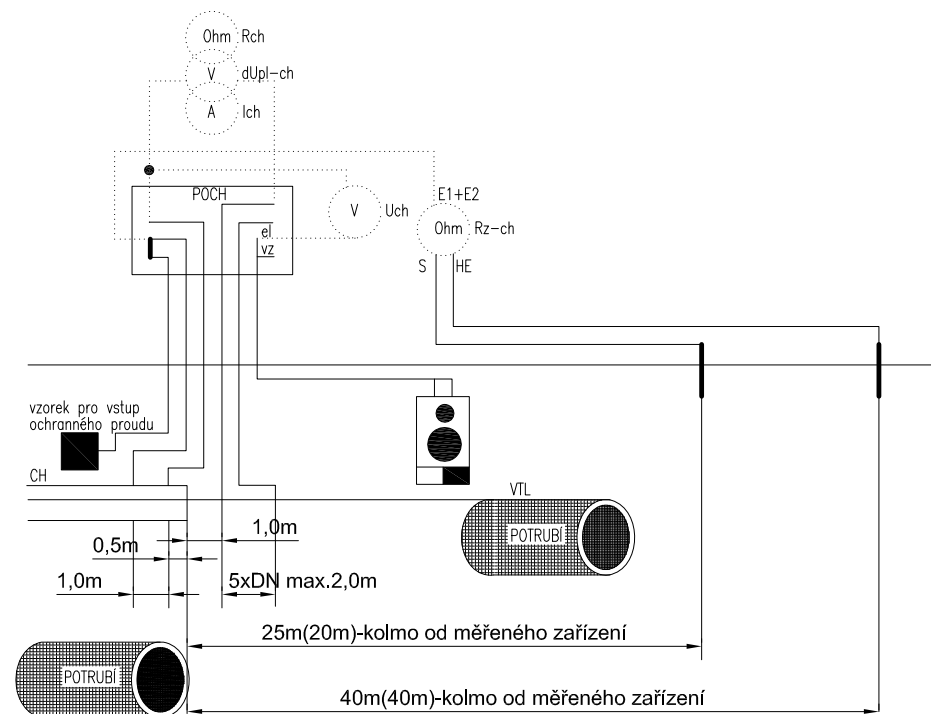 Ohm Rch
V dUpl-ch
A Ich
POCH
E1+E2
V Uch
Ohm Rz-ch
el
vz
S HE
vzorek pro vstup
ochranného proudu
CH
VTL
POTRUBÍ
1,0m
0,5m
1,0m
5xDN max.2,0m
25m(20m)-kolmo od měřeného zařízení
POTRUBÍ
40m(40m)-kolmo od měřeného zařízení